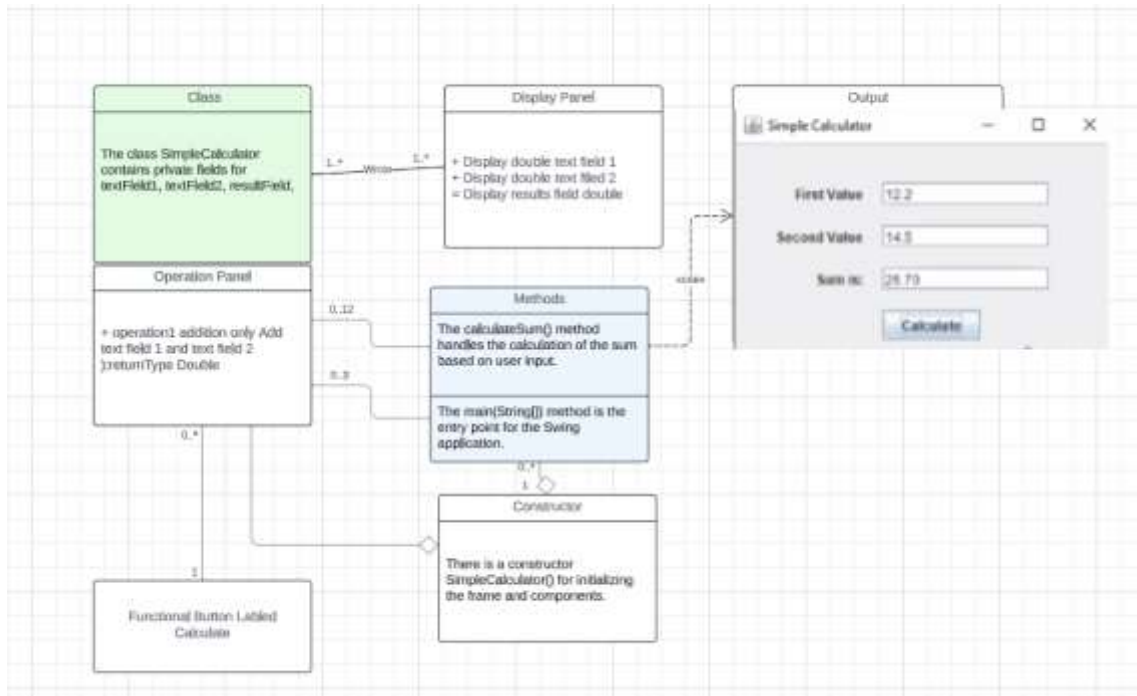 Class
The class SimpleCalculator
contains private fields for
textField1, textField2, resultField,
1..*
1..*
Display Panel
+ Display double text field 1
+ Display double text filed 2
= Display results field double
Output
Simple Calculator
First Value
12.2
Second Value
14.5
Sum is:
26.70
Calculate
Operation Panel
+ operation1 addition only Add
text field 1 and text field 2
):returnType Double
0..12
Methods
The calculateSum() method
handles the calculation of the sum
based on user input.
The main(String[]) method is the
entry point for the Swing
application.
0..*
0..*
1
Constructor
There is a constructor
SimpleCalculator() for initializing
the frame and components.
1
Functional Button Labled
Calculate